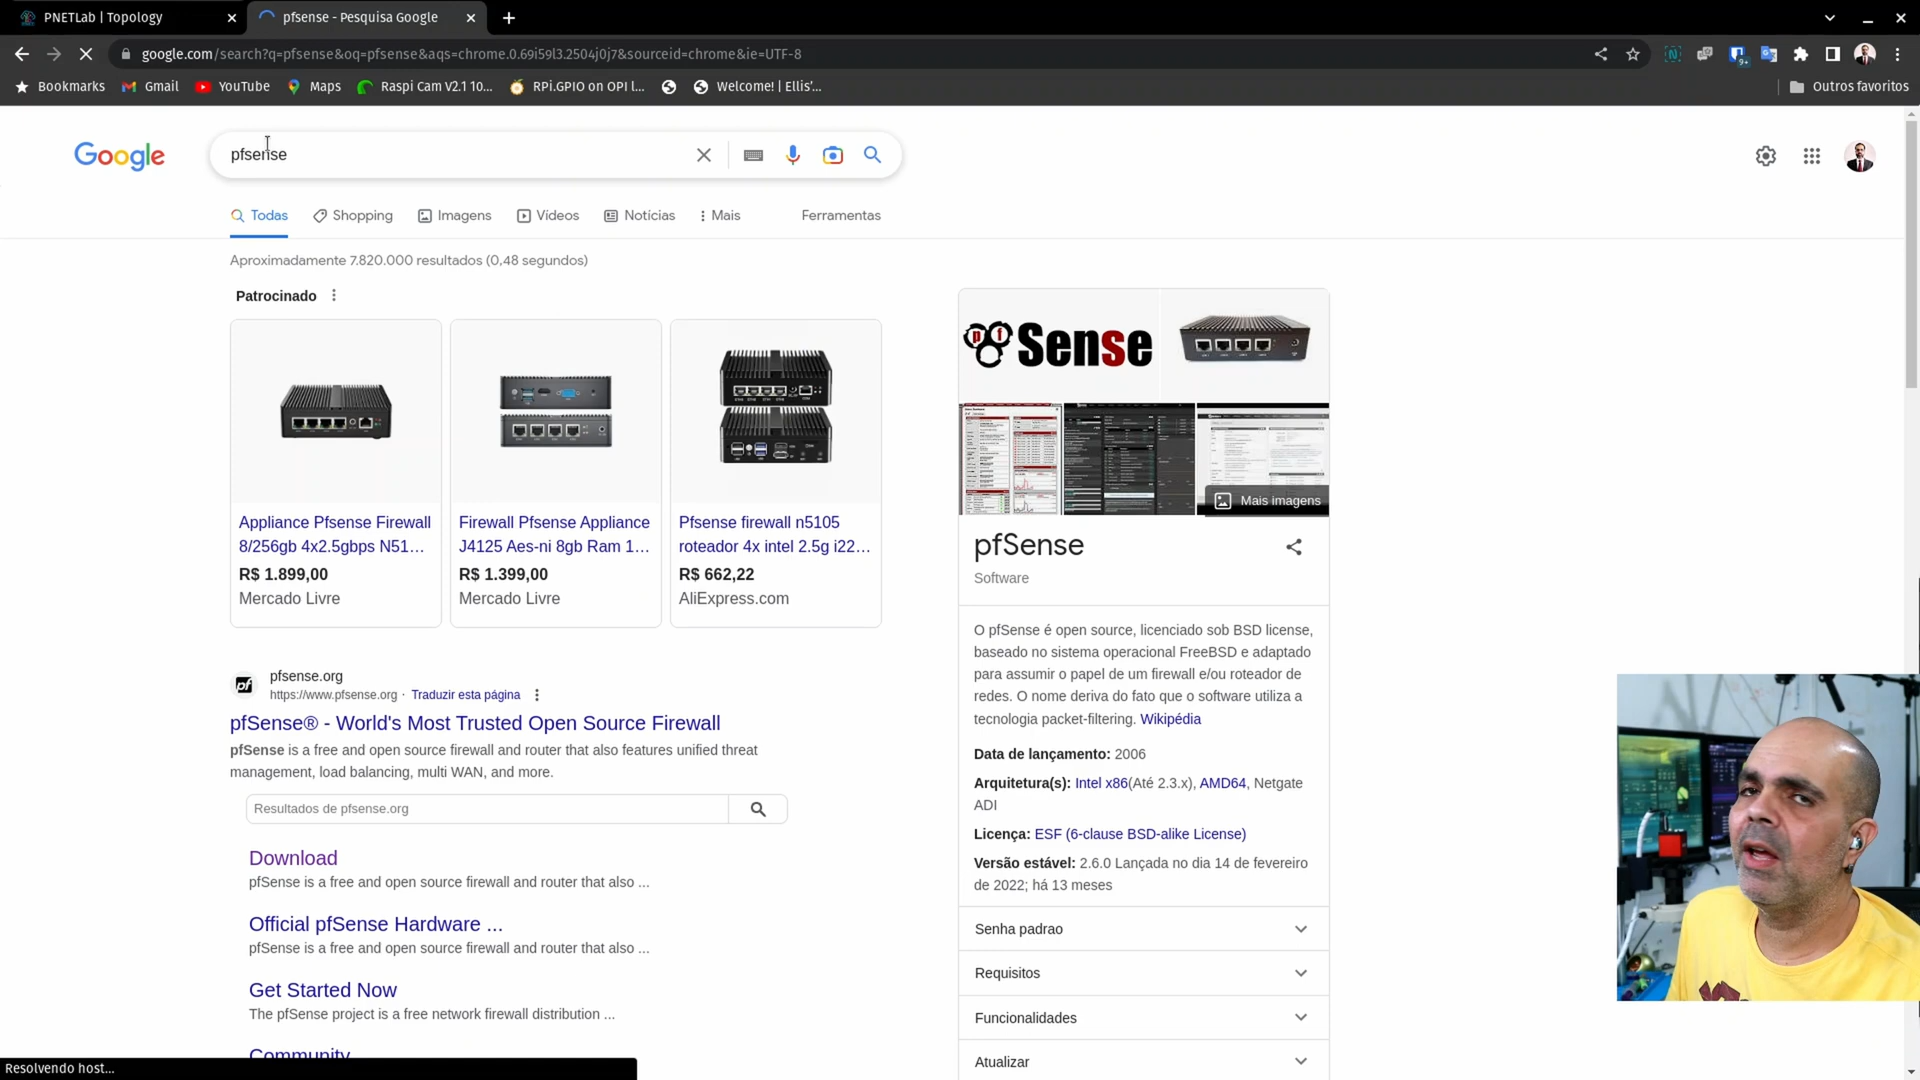 PNETLab | Topology
pfsense - Pesquisa Google
google.com/search?q=pfsense&oq=pfsense&aqs=chrome.0.69i59l3.2504j0j7&sourceid=chrome&ie=UTF-8
Bookmarks
Gmail
YouTube
Maps
Raspi Cam V2.1 10...
RPi.GPIO on OPI l...
Welcome! | Ellis'...
Outros favoritos
Google
pfsense
Todas
Shopping
Imagens
Vídeos
Notícias
Mais
Ferramentas
Aproximadamente 7.820.000 resultados (0,48 segundos)
Patrocinado
Appliance Pfsense Firewall
8/256gb 4x2.5gbps N51...
R$ 1.899,00
Mercado Livre
Firewall Pfsense Appliance
J4125 Aes-ni 8gb Ram 1...
R$ 1.399,00
Mercado Livre
Pfsense firewall n5105
roteador 4x intel 2.5g i22...
R$ 662,22
AliExpress.com
pfsense.org
https://www.pfsense.org · Traduzir esta página
pfSense® - World's Most Trusted Open Source Firewall
pfSense is a free and open source firewall and router that also features unified threat
management, load balancing, multi WAN, and more.
Resultados de pfsense.org
Download
pfSense is a free and open source firewall and router that also ...
Official pfSense Hardware ...
pfSense is a free and open source firewall and router that also ...
Get Started Now
The pfSense project is a free network firewall distribution ...
Community
Resolvendo host...
pf Sense
Mais imagens
pfSense
Software
O pfSense é open source, licenciado sob BSD license,
baseado no sistema operacional FreeBSD e adaptado
para assumir o papel de um firewall e/ou roteador de
redes. O nome deriva do fato que o software utiliza a
tecnologia packet-filtering. Wikipédia
Data de lançamento: 2006
Arquitetura(s): Intel x86(Até 2.3.x), AMD64, Netgate
ADI
Licença: ESF (6-clause BSD-alike License)
Versão estável: 2.6.0 Lançada no dia 14 de fevereiro
de 2022; há 13 meses
Senha padrao
Requisitos
Funcionalidades
Atualizar